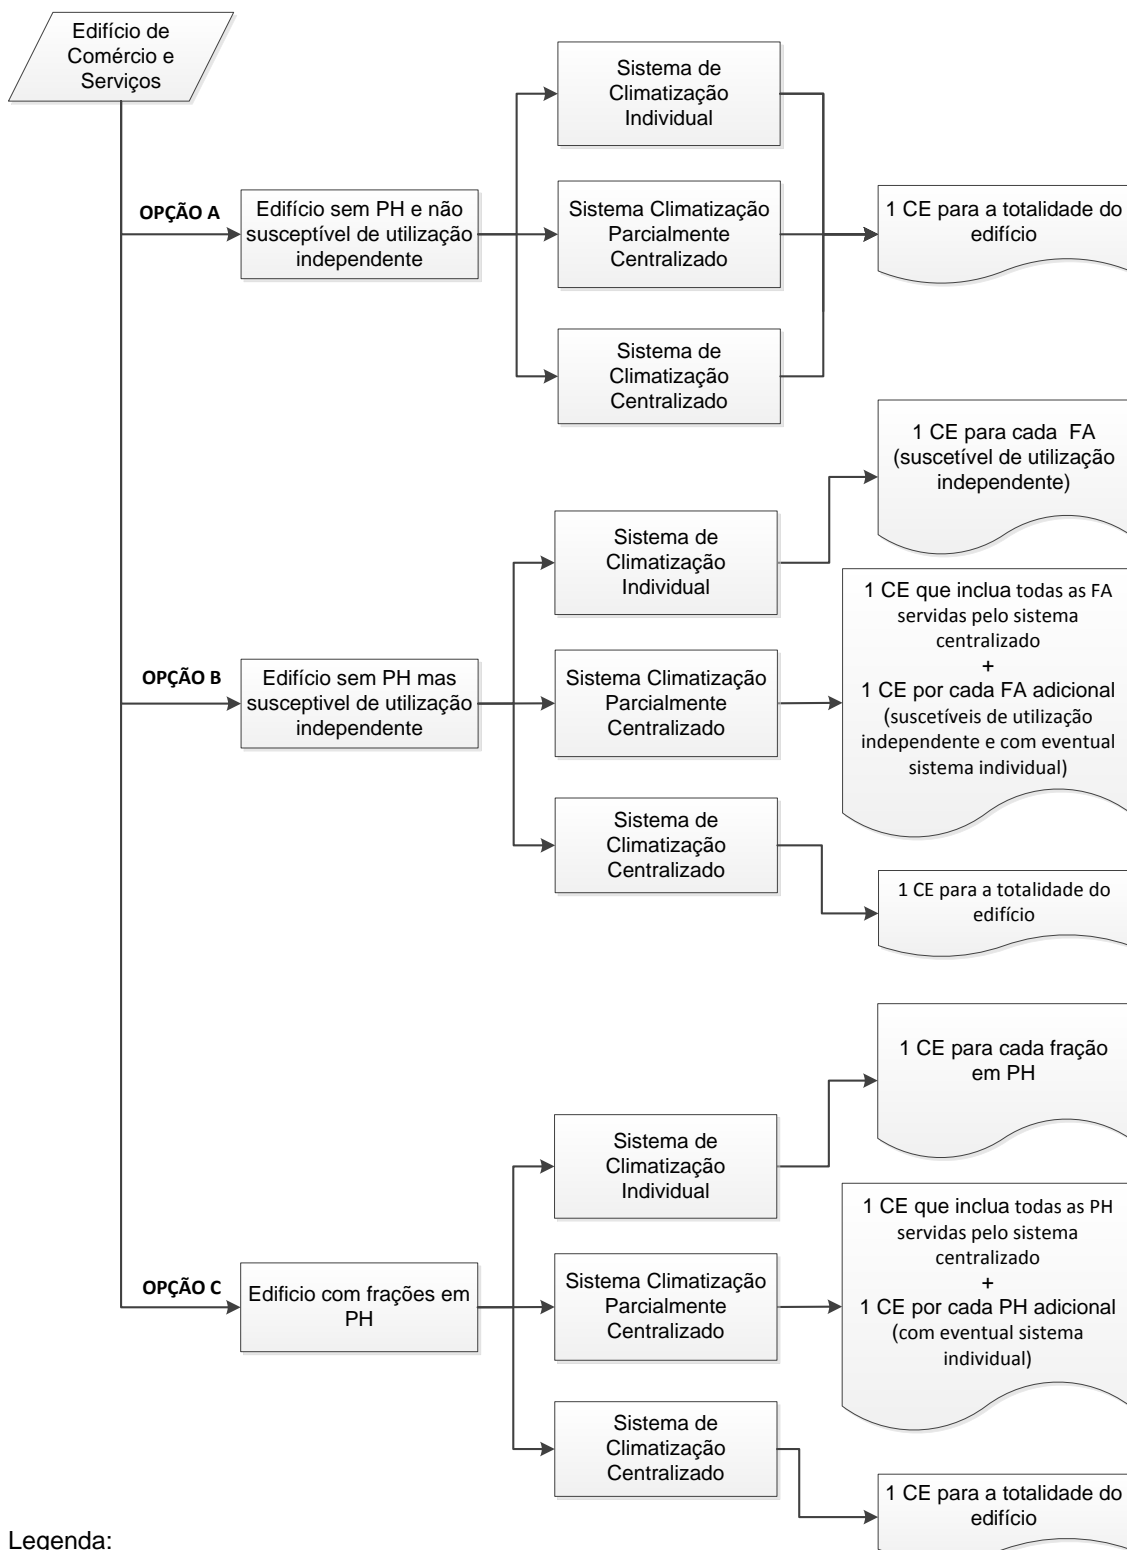 Edifício de
Comércio e
Serviços
OPÇÃO A
Edifício sem PH e não
susceptível de utilização
independente
Sistema de
Climatização
Individual
Sistema Climatização
Parcialmente
Centralizado
Sistema de
Climatização
Centralizado
1 CE para a totalidade do
edifício
OPÇÃO B
Edifício sem PH mas
susceptivel de utilização
independente
Sistema de
Climatização
Individual
Sistema Climatização
Parcialmente
Centralizado
Sistema de
Climatização
Centralizado
1 CE para cada FA
(suscetível de utilização
independente)
1 CE que inclua todas as FA
servidas pelo sistema
centralizado
+
1 CE por cada FA adicional
(suscetíveis de utilização
independente e com eventual
sistema individual)
1 CE para a totalidade do
edifício
OPÇÃO C
Edificio com frações em
PH
Sistema de
Climatização
Individual
Sistema Climatização
Parcialmente
Centralizado
Sistema de
Climatização
Centralizado
1 CE para cada fração
em PH
1 CE que inclua todas as PH
servidas pelo sistema
centralizado
+
1 CE por cada PH adicional
(com eventual sistema
individual)
1 CE para a totalidade do
edifício
Legenda: